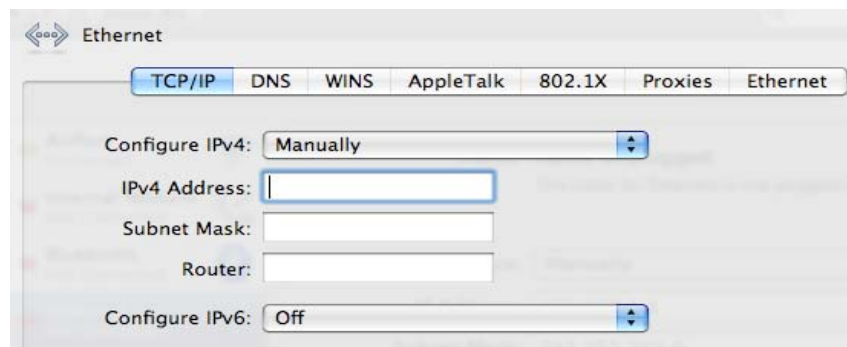 Ethernet
TCP/IP DNS WINS AppleTalk 802.1X Proxies Ethernet
Configure IPv4: Manually
IPv4 Address:
Subnet Mask:
Router:
Configure IPv6: Off